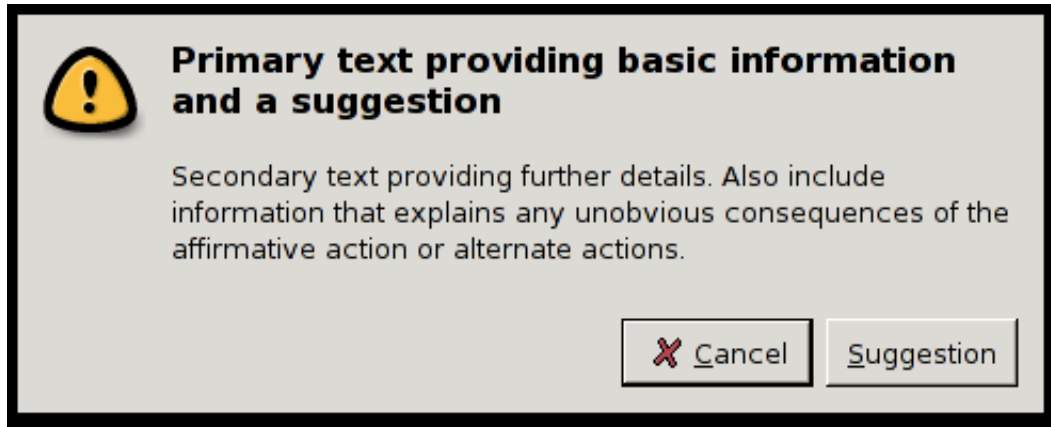 Primary text providing basic information
and a suggestion
Secondary text providing further details. Also include
information that explains any unobvious consequences of the
affirmative action or alternate actions.
Cancel
Suggestion